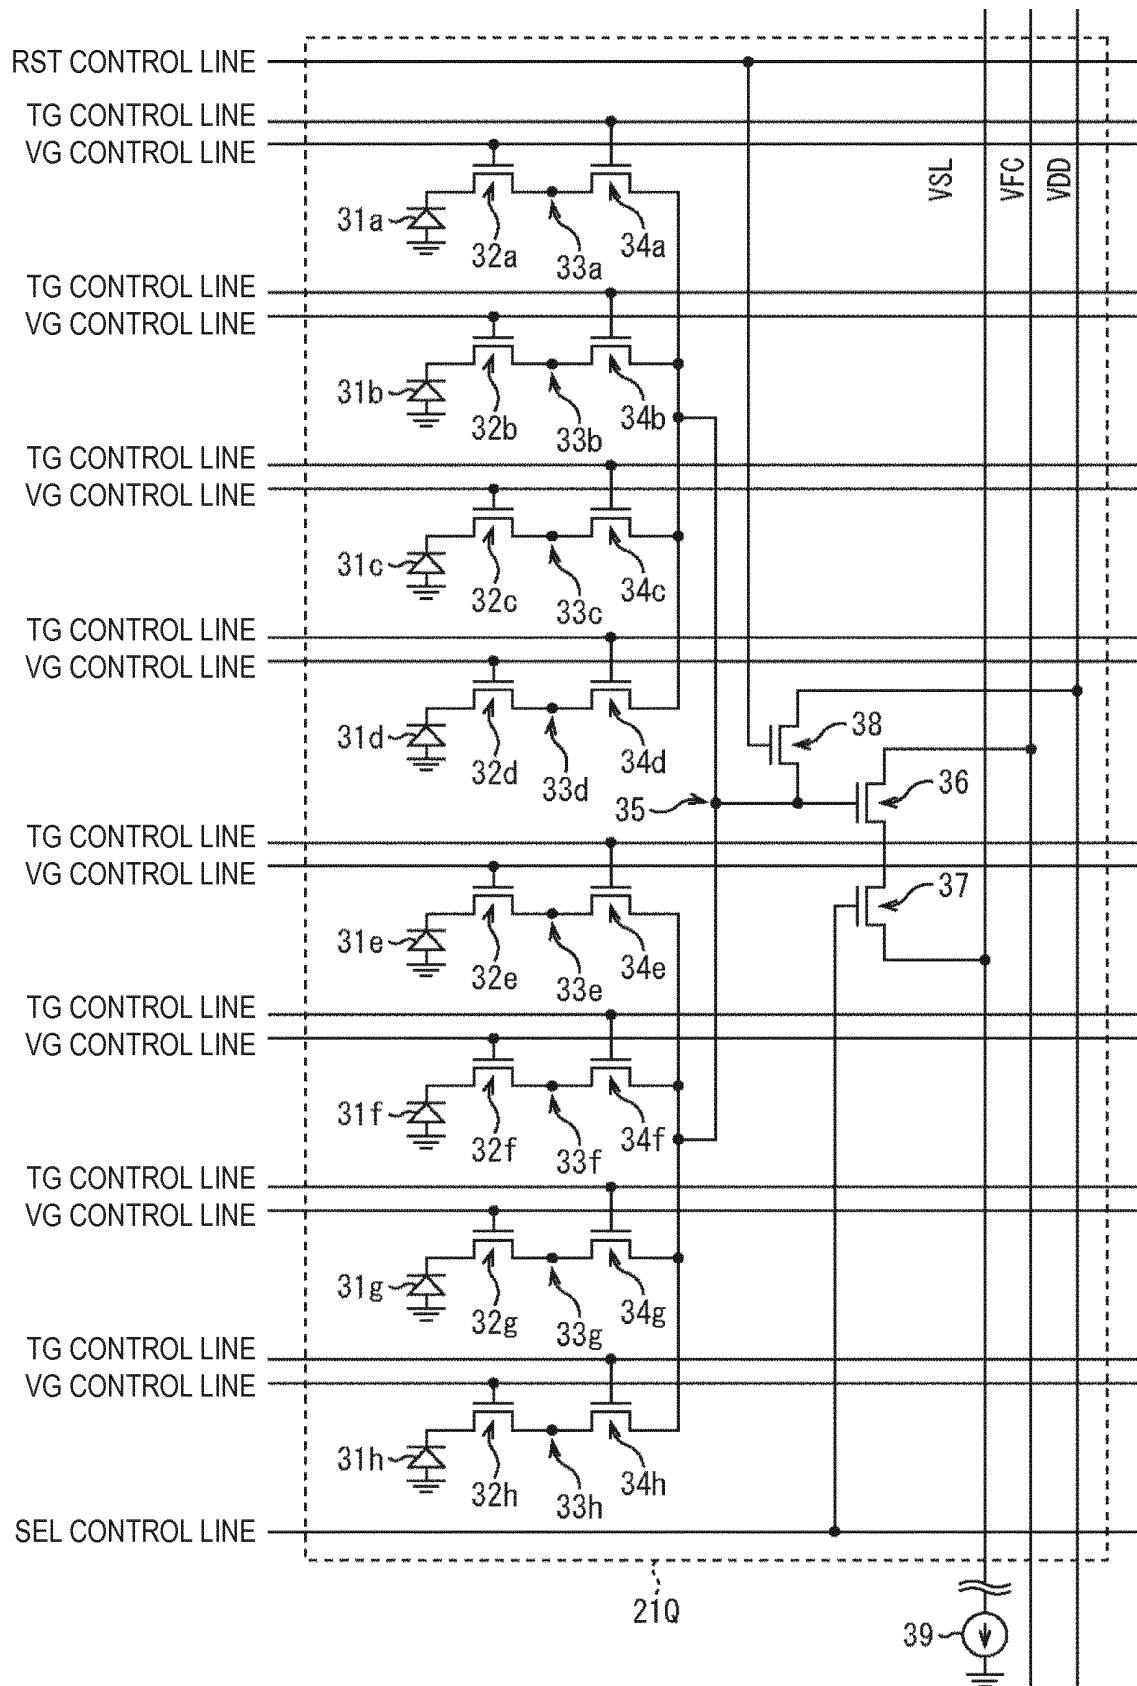 RST CONTROL LINE
TG CONTROL LINE
VG CONTROL LINE
VSL
VFC
VDD
31a
32a
33a
34a
TG CONTROL LINE
VG CONTROL LINE
31b
32b
33b
34b
TG CONTROL LINE
VG CONTROL LINE
31c
32c
33c
34c
TG CONTROL LINE
VG CONTROL LINE
31d
32d
33d
34d
38
36
35
TG CONTROL LINE
VG CONTROL LINE
37
31e
32e
33e
34e
TG CONTROL LINE
VG CONTROL LINE
31f
32f
33f
34f
TG CONTROL LINE
VG CONTROL LINE
31g
32g
33g
34g
TG CONTROL LINE
VG CONTROL LINE
31h
32h
33h
34h
SEL CONTROL LINE
21Q
39